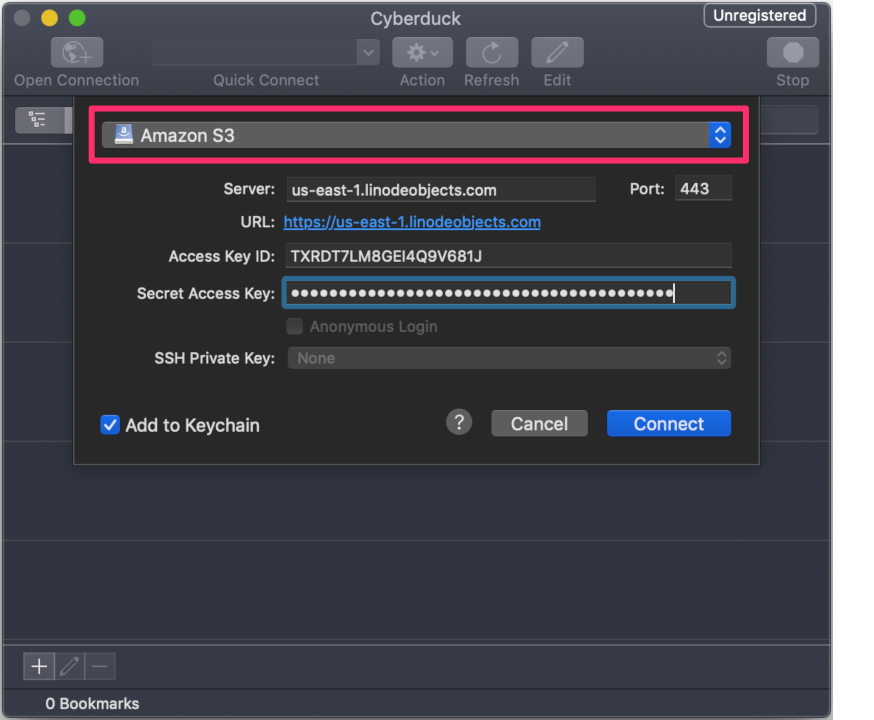 Cyberduck
Unregistered
Open Connection
Quick Connect
Action
Refresh
Edit
Stop
Amazon S3
Server: us-east-1.linodeobjects.com Port: 443
URL: https://us-east-1.linodeobjects.com
Access Key ID: TXRDT7LM8GEI4Q9V681J
Secret Access Key: ••••••••••••••••••••••••••••••••••••••••
Anonymous Login
SSH Private Key: None
Add to Keychain
? Cancel Connect
0 Bookmarks